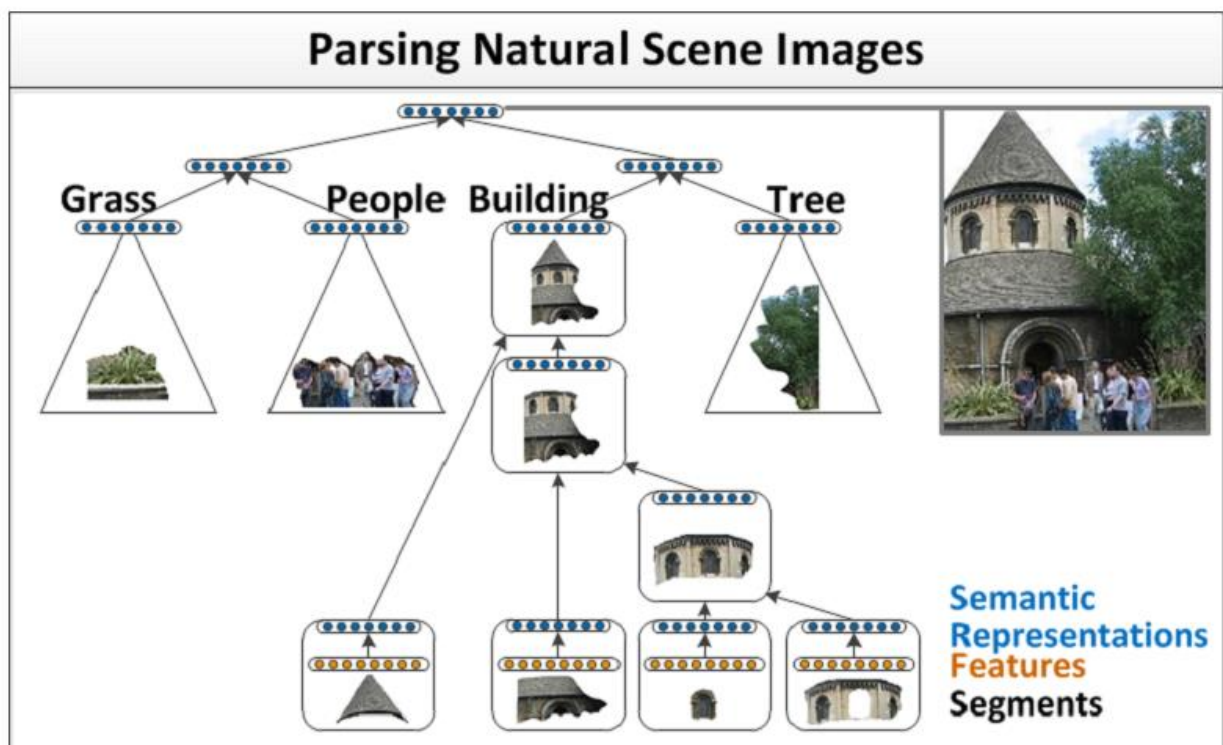 Parsing Natural Scene Images
Grass
People
Building
Tree
Semantic
Representations
Features
Segments